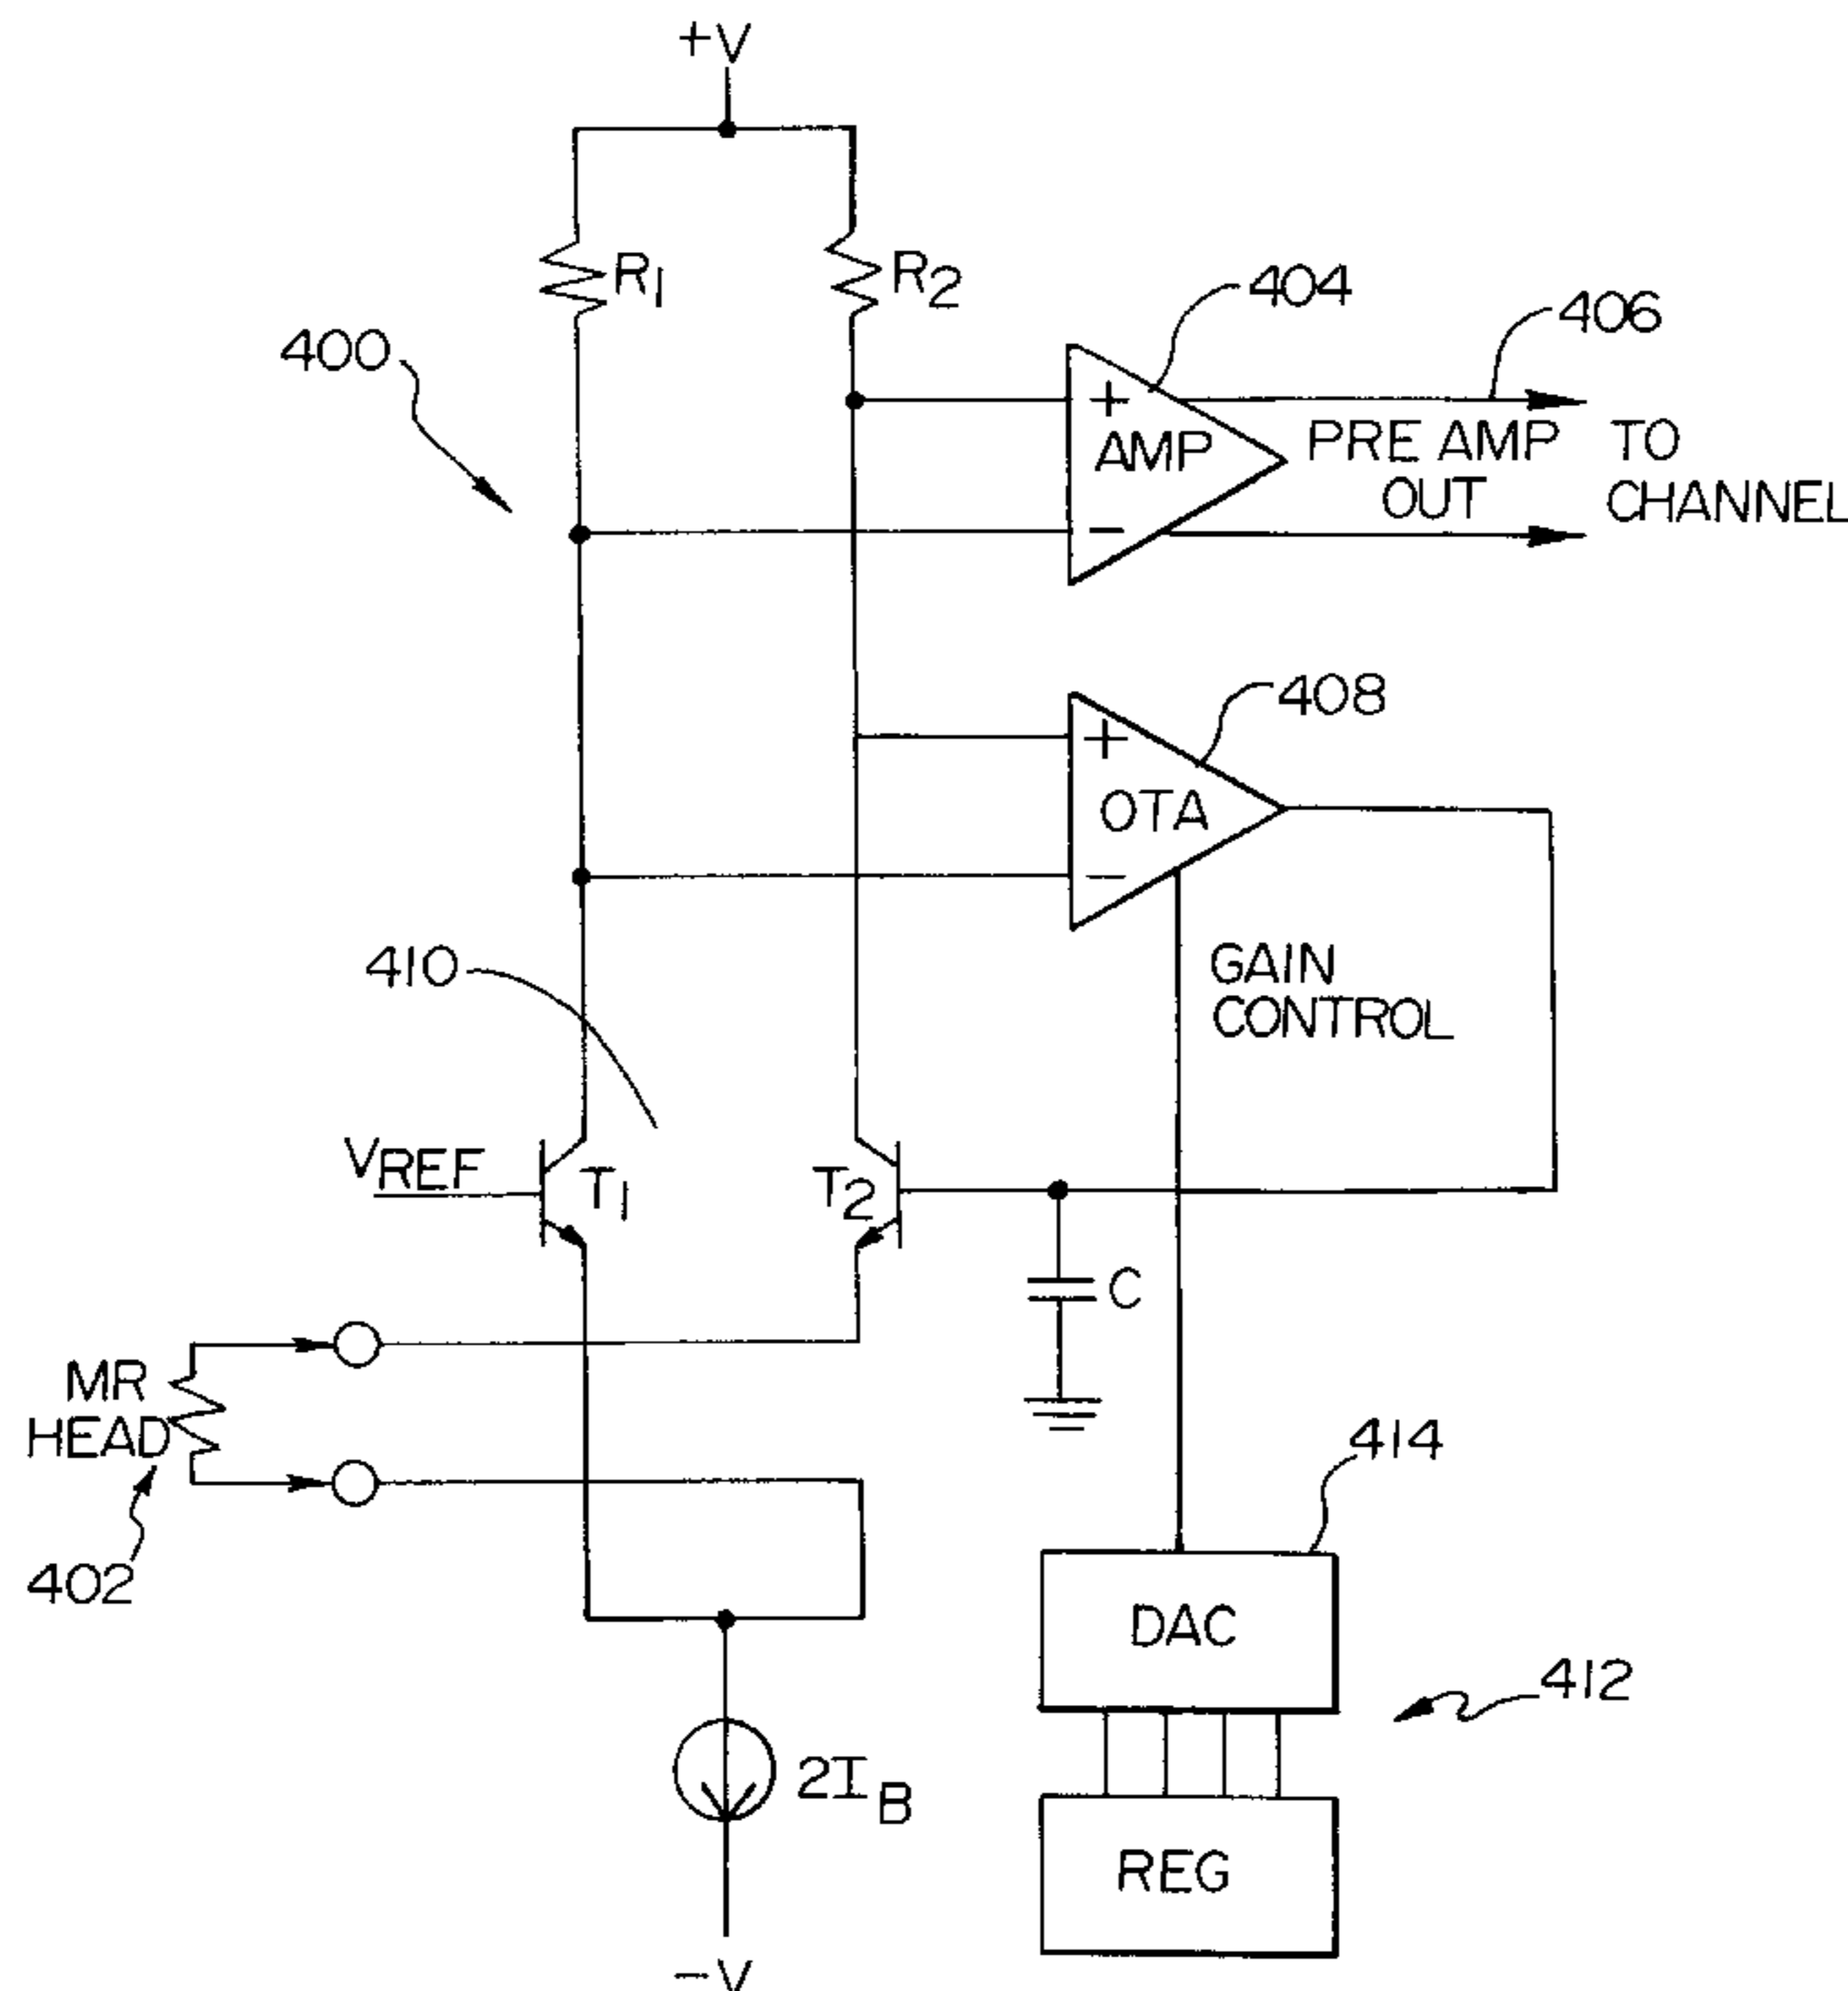 +V
R1
R2
400
404
406
+
AMP
−
PRE AMP TO
OUT CHANNEL
408
+
OTA
−
410
GAIN
CONTROL
VREF
T1
T2
C
MR
HEAD
402
414
DAC
412
2IB
REG
−V